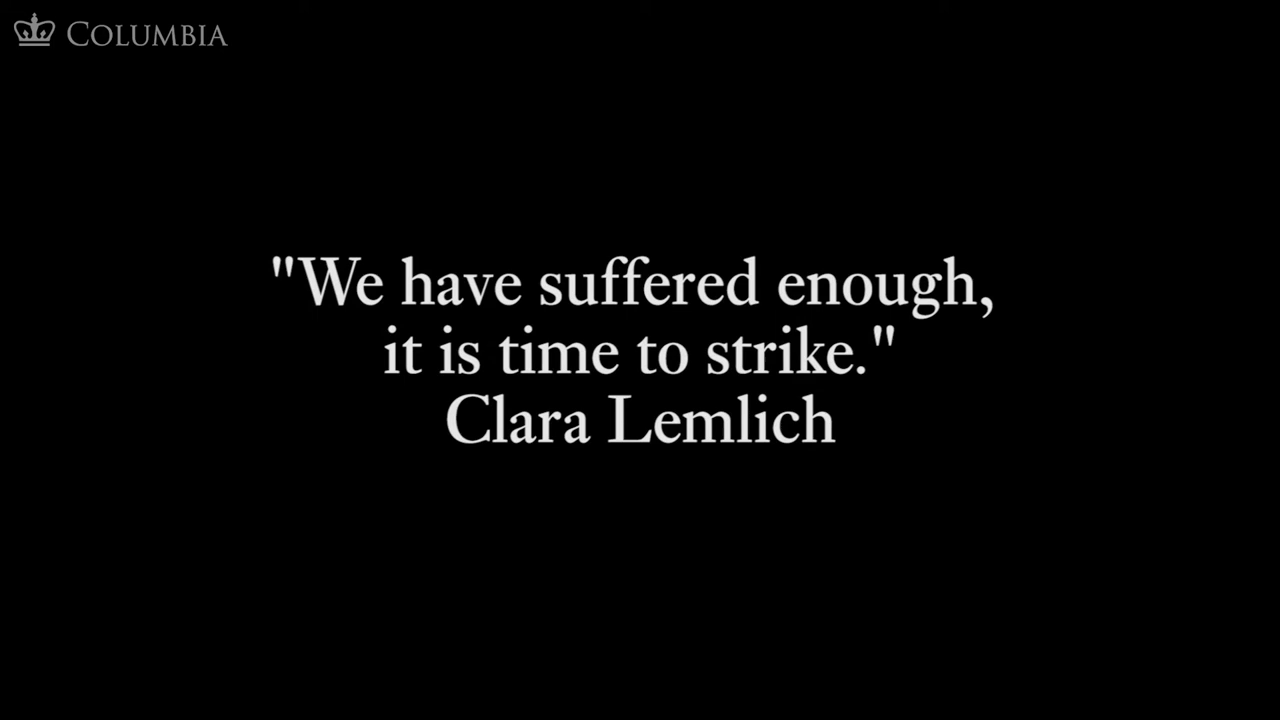 COLUMBIA
"We have suffered enough,
it is time to strike."
Clara Lemlich